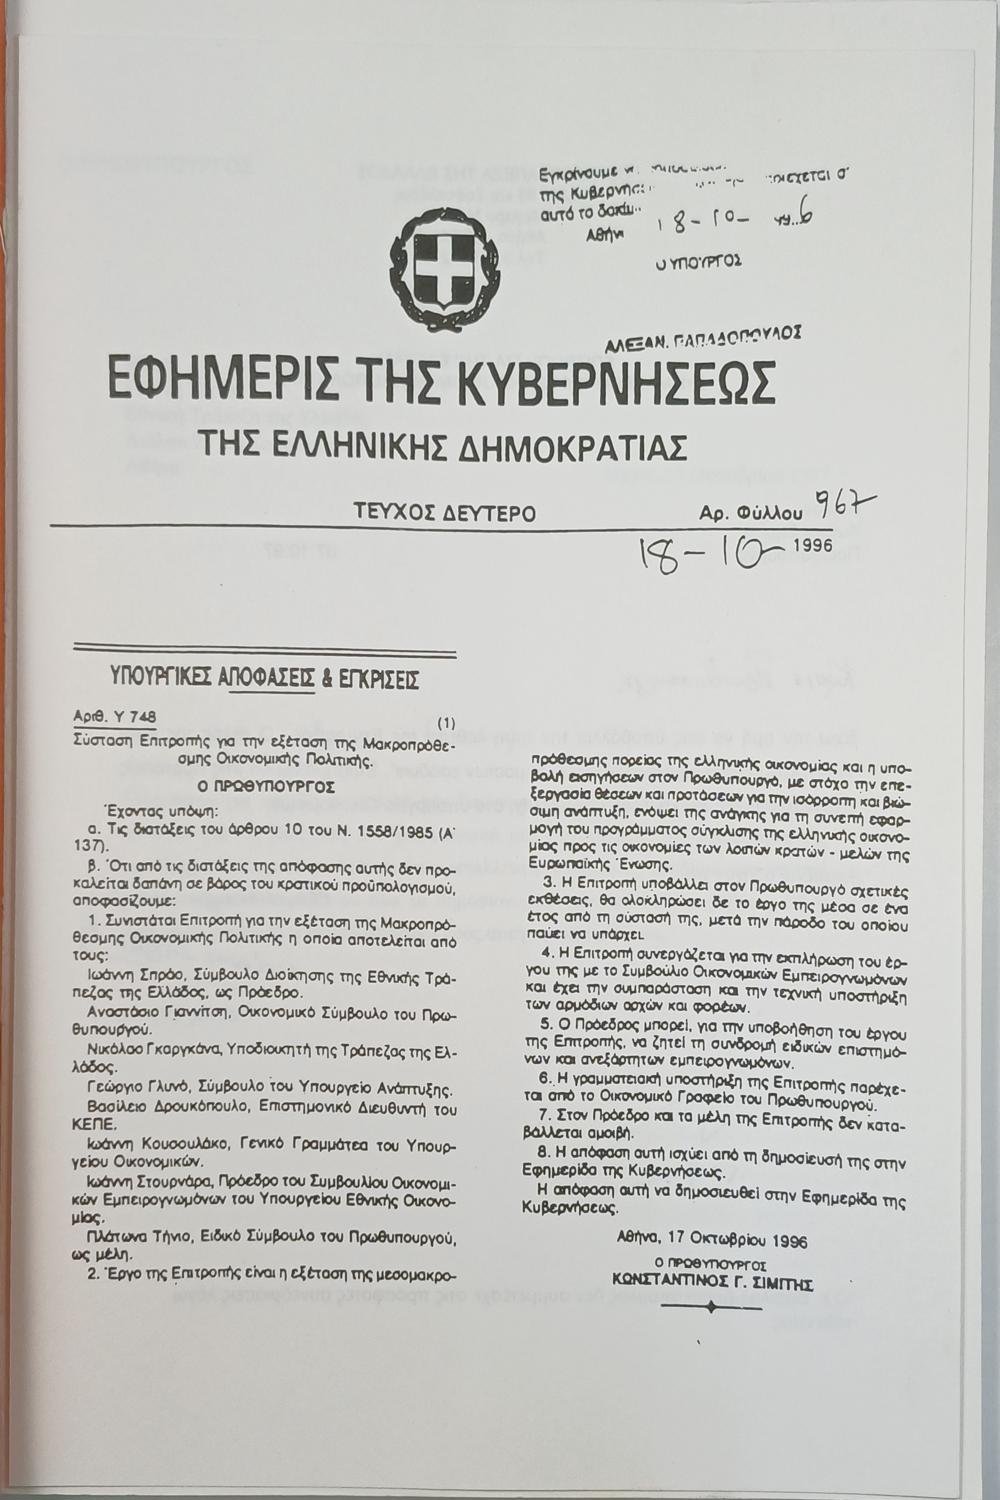 Εγκρίνουμε
της Κυβερνήσ
αυτό το δοκιμ
Αθήν 18-10- 6
Ο ΥΠΟΥΡΓΟΣ
ΑΛΕΞΑΝ. ΠΑΠΑΔΟΠΟΥΛΟΣ
ΕΦΗΜΕΡΙΣ ΤΗΣ ΚΥΒΕΡΝΗΣΕΩΣ
ΤΗΣ ΕΛΛΗΝΙΚΗΣ ΔΗΜΟΚΡΑΤΙΑΣ
ΤΕΥΧΟΣ ΔΕΥΤΕΡΟ Αρ. Φύλλου 967
18-10- 1996
ΥΠΟΥΡΓΙΚΕΣ ΑΠΟΦΑΣΕΙΣ & ΕΓΚΡΙΣΕΙΣ
Αριθ. Υ 748 (1)
Σύσταση Επιτροπής για την εξέταση της Μακροπρόθε-
σμης Οικονομικής Πολιτικής.
Ο ΠΡΩΘΥΠΟΥΡΓΟΣ
Έχοντας υπόψη:
α. Τις διατάξεις του άρθρου 10 του Ν. 1558/1985 (Α΄
137).
β. Ότι από τις διατάξεις της απόφασης αυτής δεν προ-
καλείται δαπάνη σε βάρος του κρατικού προϋπολογισμού,
αποφασίζουμε:
1. Συνιστάται Επιτροπή για την εξέταση της Μακροπρό-
θεσμης Οικονομικής Πολιτικής η οποία αποτελείται από
τους:
Ιωάννη Σπράο, Σύμβουλο Διοίκησης της Εθνικής Τρά-
πεζας της Ελλάδος, ως Πρόεδρο.
Αναστάσιο Γιαννίτση, Οικονομικό Σύμβουλο του Πρω-
θυπουργού.
Νικόλαο Γκαργκάνα, Υποδιοικητή της Τράπεζας της Ελ-
λάδος.
Γεώργιο Γλυνό, Σύμβουλο του Υπουργείο Ανάπτυξης.
Βασίλειο Δρουκόπουλο, Επιστημονικό Διευθυντή του
ΚΕΠΕ.
Ιωάννη Κουσουλάκο, Γενικό Γραμμάτεα του Υπουρ-
γείου Οικονομικών.
Ιωάννη Στουρνάρα, Πρόεδρο του Συμβουλίου Οικονομι-
κών Εμπειρογνωμόνων του Υπουργείου Εθνικής Οικονο-
μίας.
Πλάτωνα Τήνιο, Ειδικό Σύμβουλο του Πρωθυπουργού,
ως μέλη.
2. Έργο της Επιτροπής είναι η εξέταση της μεσομακρο-
πρόθεσμης πορείας της ελληνικής οικονομίας και η υπο-
βολή εισηγήσεων στον Πρωθυπουργό, με στόχο την επε-
ξεργασία θέσεων και προτάσεων για την ισόρροπη και βιώ-
σιμη ανάπτυξη, ενόψει της ανάγκης για τη συνεπή εφαρ-
μογή του προγράμματος σύγκλισης της ελληνικής οικονο-
μίας προς τις οικονομίες των λοιπών κρατών - μελών της
Ευρωπαϊκής Ένωσης.
3. Η Επιτροπή υποβάλλει στον Πρωθυπουργό σχετικές
εκθέσεις, θα ολοκληρώσει δε το έργο της μέσα σε ένα
έτος από τη σύστασή της, μετά την πάροδο του οποίου
παύει να υπάρχει.
4. Η Επιτροπή συνεργάζεται για την εκπλήρωση του έρ-
γου της με το Συμβούλιο Οικονομικών Εμπειρογνωμόνων
και έχει την συμπαράσταση και την τεχνική υποστήριξη
των αρμόδιων αρχών και φορέων.
5. Ο Πρόεδρος μπορεί, για την υποβοήθηση του έργου
της Επιτροπής, να ζητεί τη συνδρομή ειδικών επιστημό-
νων και ανεξάρτητων εμπειρογνωμόνων.
6. Η γραμματειακή υποστήριξη της Επιτροπής παρέχε-
ται από το Οικονομικό Γραφείο του Πρωθυπουργού.
7. Στον Πρόεδρο και τα μέλη της Επιτροπής δεν κατα-
βάλλεται αμοιβή.
8. Η απόφαση αυτή ισχύει από τη δημοσίευσή της στην
Εφημερίδα της Κυβερνήσεως.
Η απόφαση αυτή να δημοσιευθεί στην Εφημερίδα της
Κυβερνήσεως.
Αθήνα, 17 Οκτωβρίου 1996
Ο ΠΡΩΘΥΠΟΥΡΓΟΣ
ΚΩΝΣΤΑΝΤΙΝΟΣ Γ. ΣΙΜΙΤΗΣ